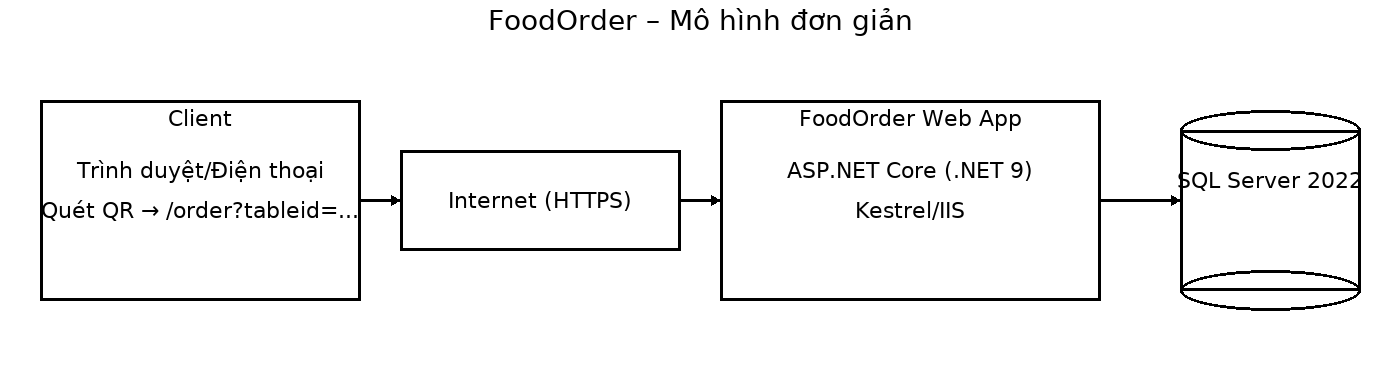 FoodOrder – Mô hình đơn giản
Client
Trình duyệt/Điện thoại
Quét QR → /order?tableid=...
Internet (HTTPS)
FoodOrder Web App
ASP.NET Core (.NET 9)
Kestrel/IIS
SQL Server 2022